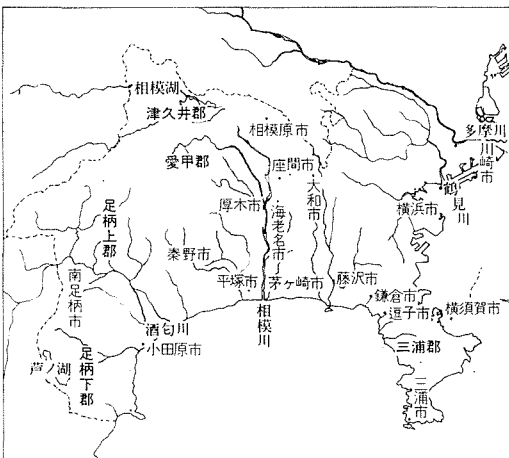 相模湖
津久井郡
相模原市
多摩川
川崎市
愛甲郡
座間市
大和市
鶴見川
横浜市
厚木市
海老名市
足柄上郡
秦野市
南足柄市
平塚市
茅ヶ崎市
藤沢市
鎌倉市
横須賀市
逗子市
相模川
酒匂川
小田原市
三浦郡
芦ノ湖
足柄下郡
三浦市